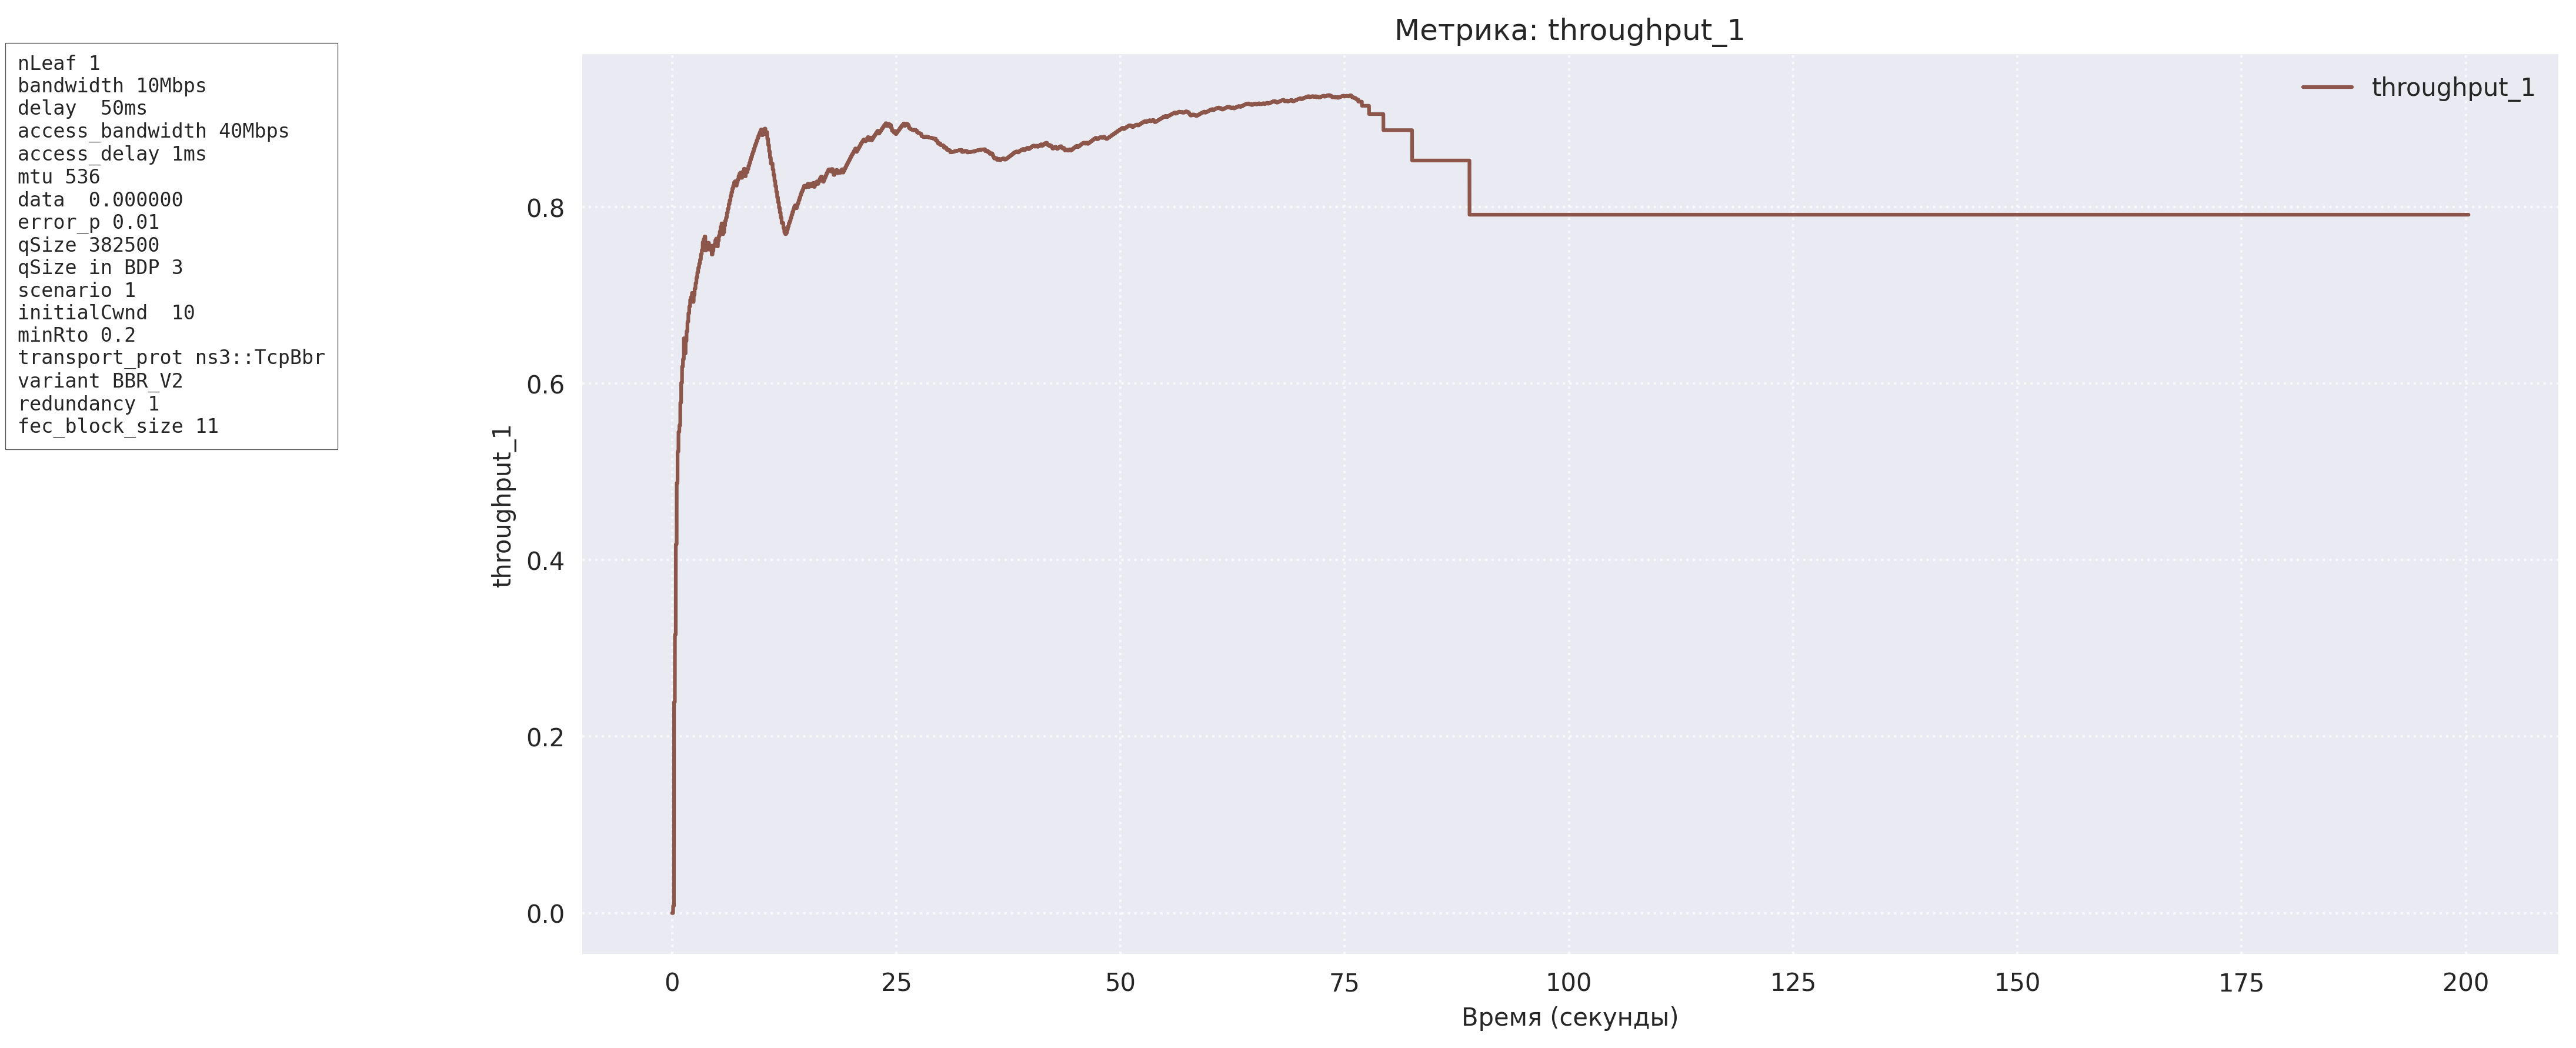 Метрика: throughput_1
nLeaf 1
bandwidth 10Mbps
delay  50ms
access_bandwidth 40Mbps
access_delay 1ms
mtu 536
data  0.000000
error_p 0.01
qSize 382500
qSize in BDP 3
scenario 1
initialCwnd  10
minRto 0.2
transport_prot ns3::TcpBbr
variant BBR_V2
redundancy 1
fec_block_size 11
throughput_1
throughput_1
0.8
0.6
0.4
0.2
0.0
0 25 50 75 100 125 150 175 200
Время (секунды)